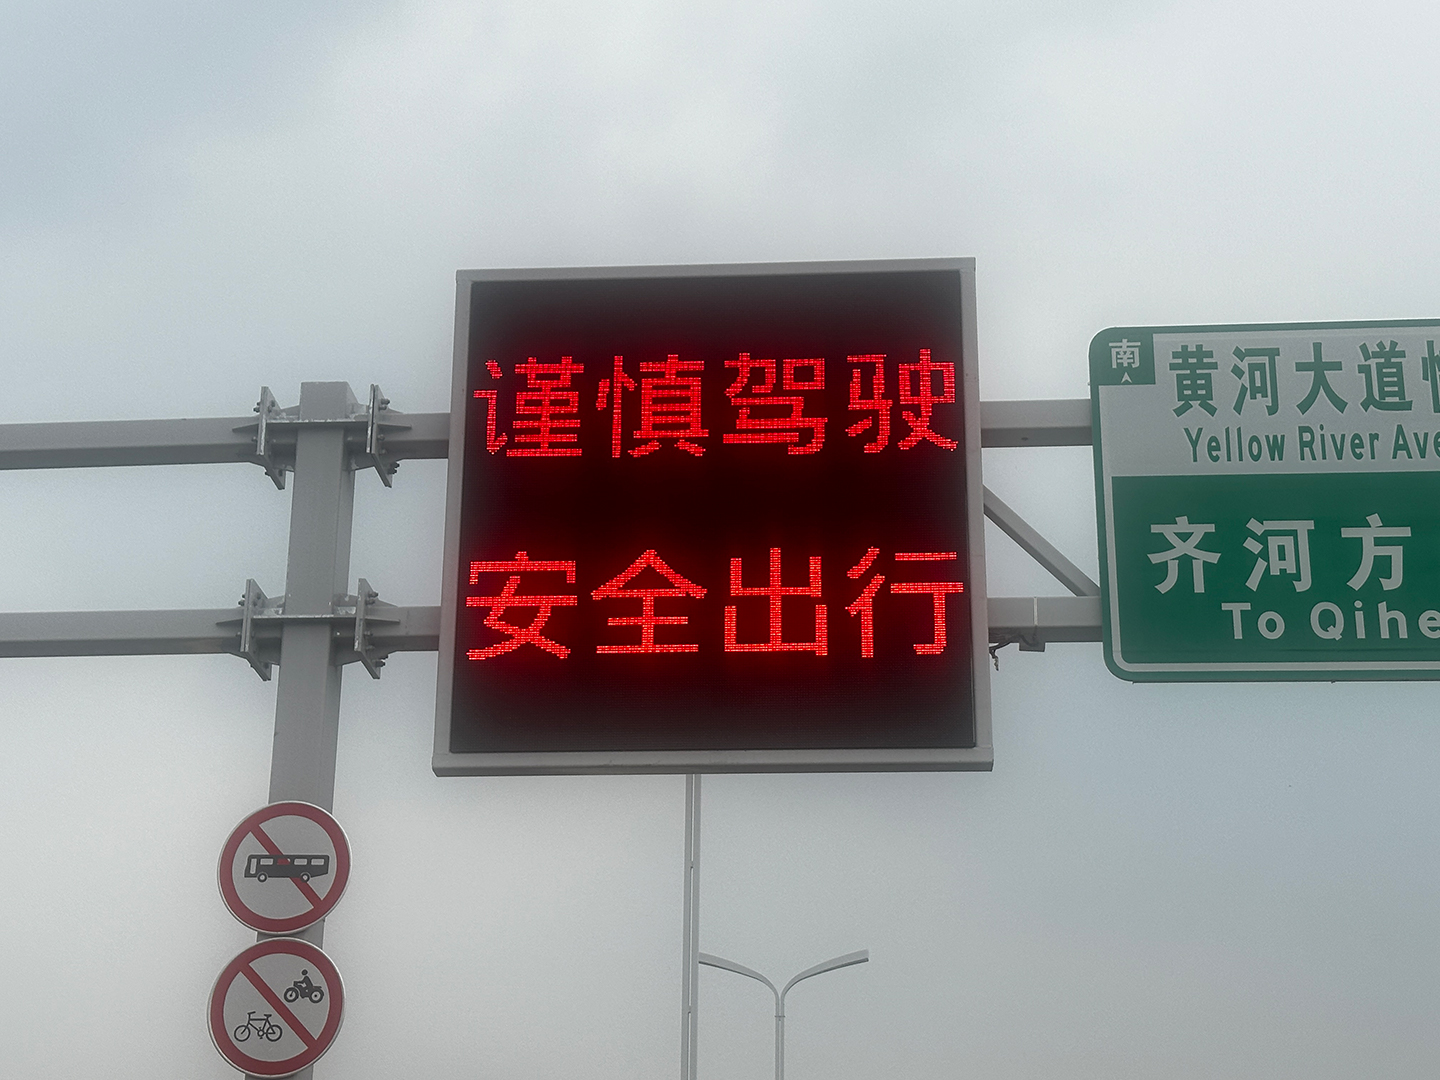 谨慎驾驶
安全出行
南
黄河大道
Yellow River Ave
齐河方
To Qihe